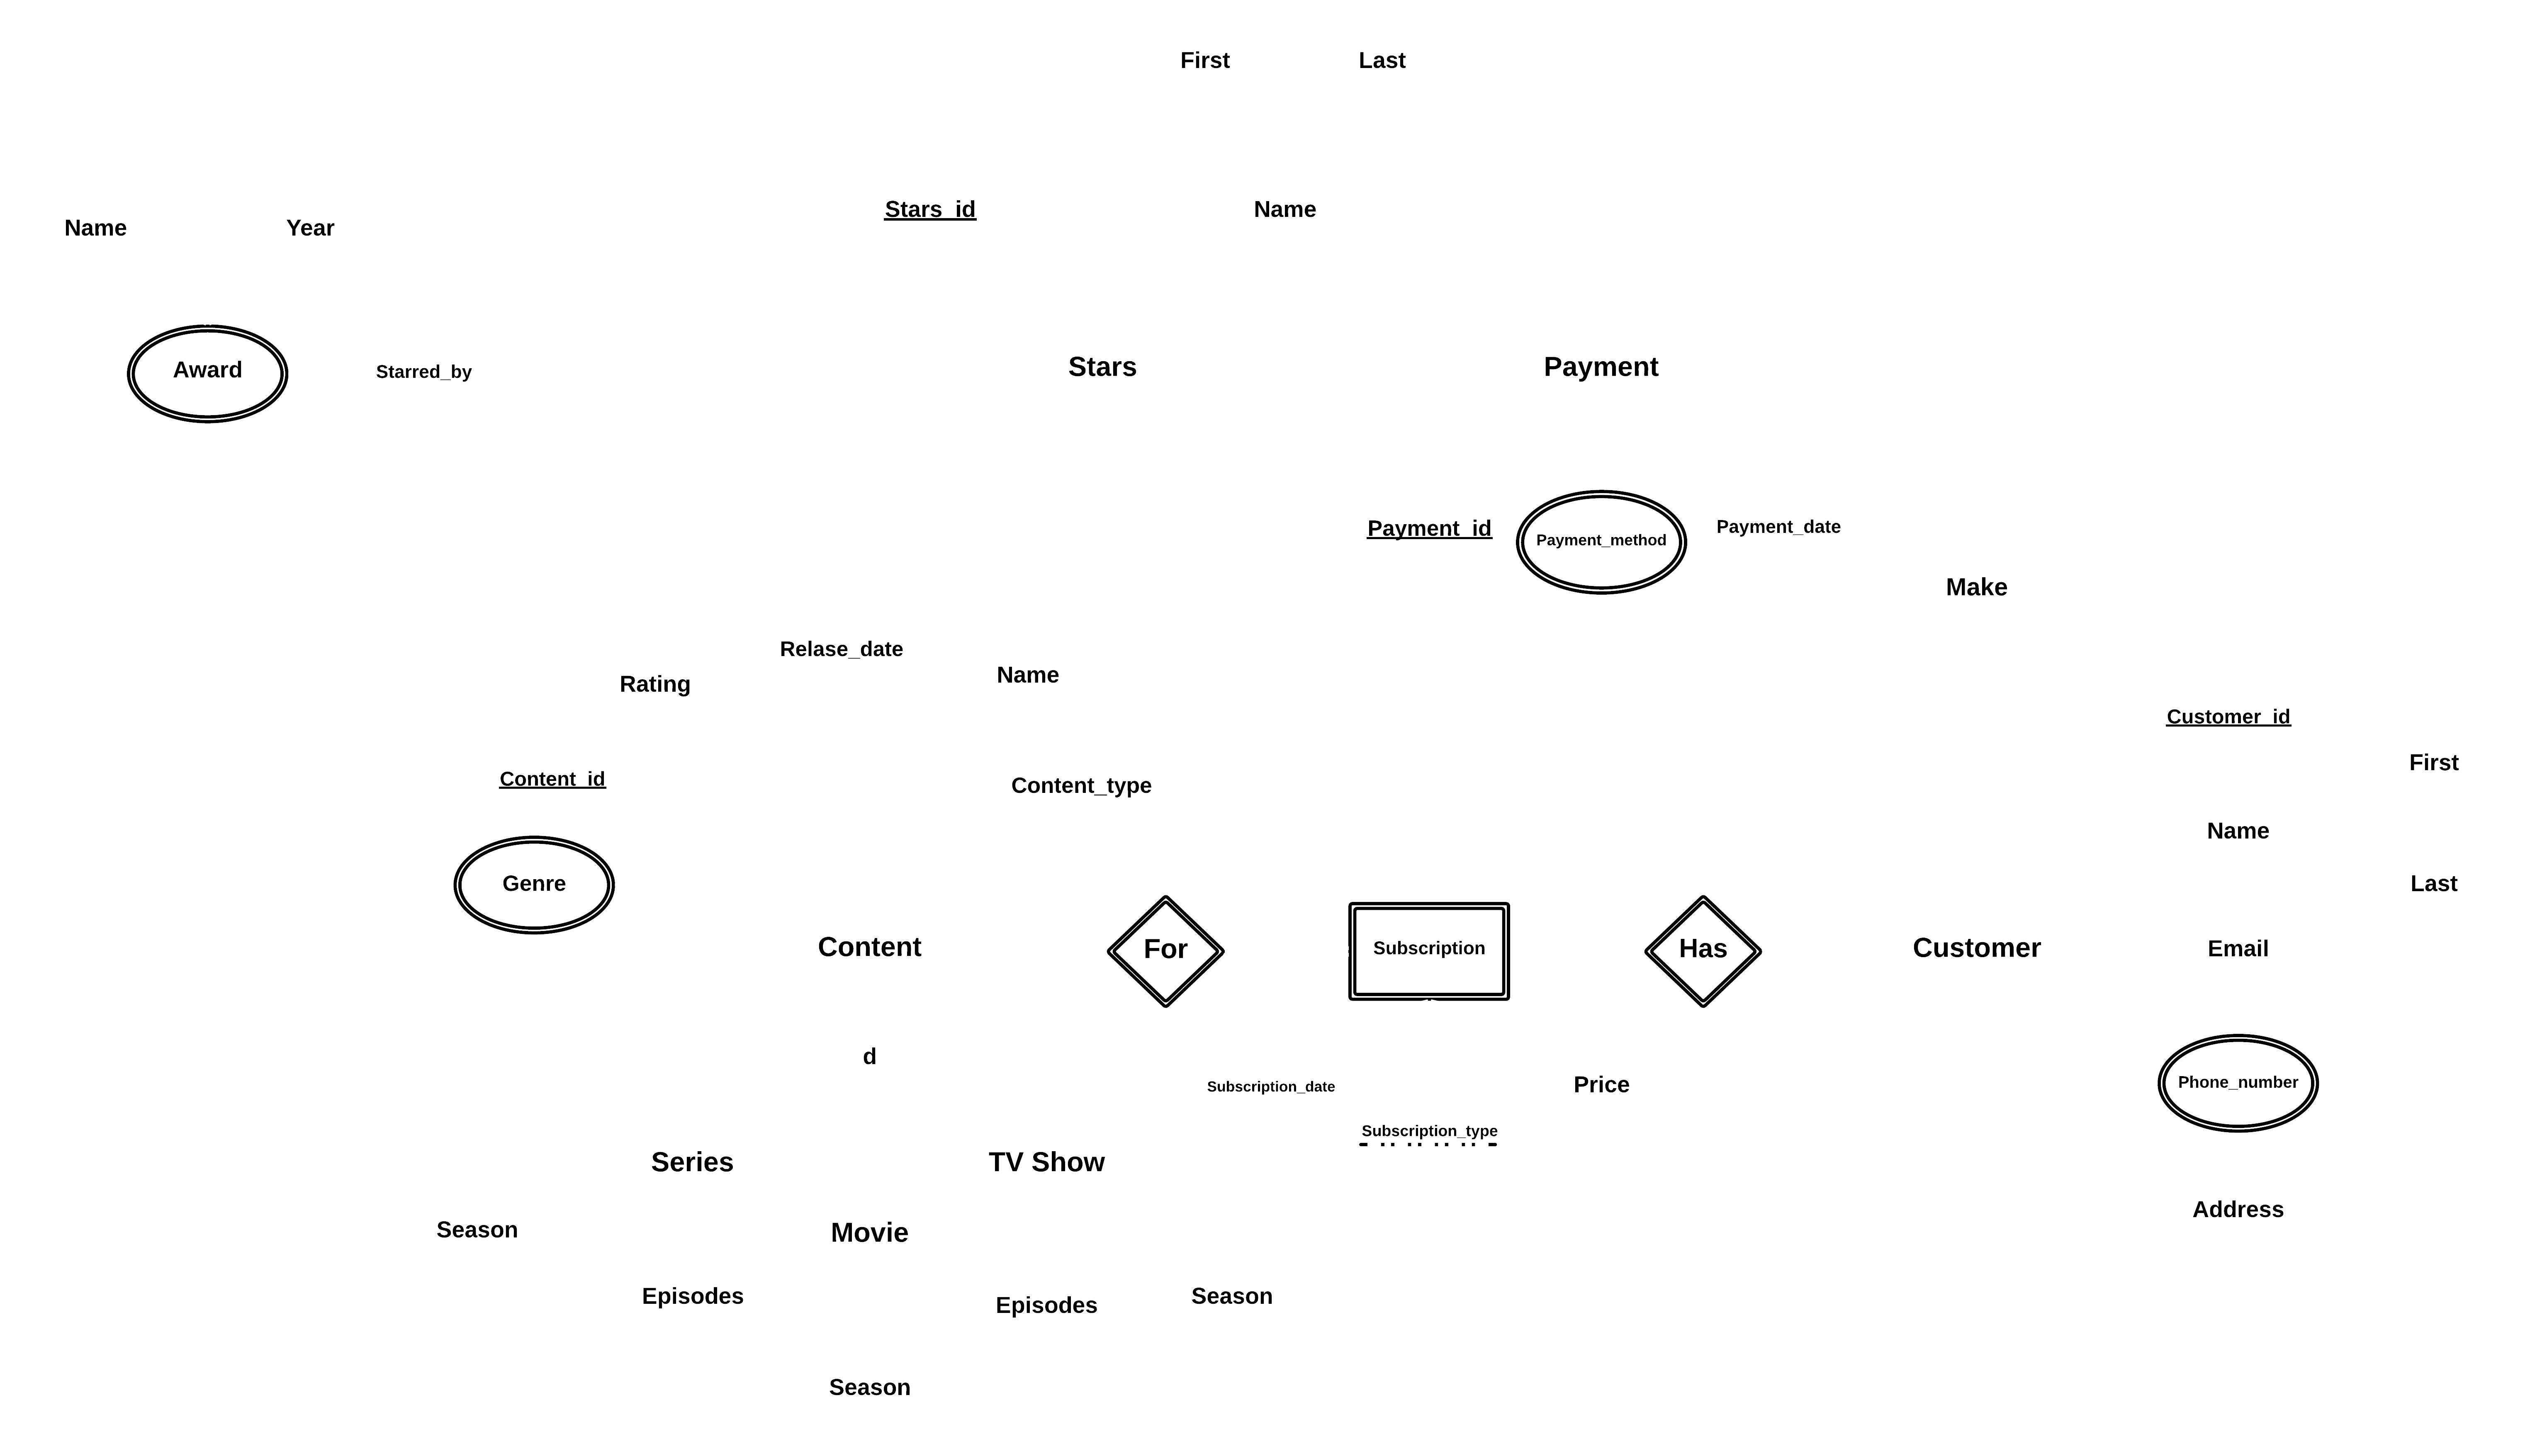 First
Last
Stars_id
Name
Name
Year
Award
Starred_by
Stars
Payment
Payment_id
Payment_method
Payment_date
Make
Relase_date
Name
Rating
Customer_id
First
Content_id
Content_type
Name
Genre
Last
Content
For
Subscription
Has
Customer
Email
d
Subscription_date
Price
Phone_number
Subscription_type
Series
TV Show
Address
Season
Movie
Episodes
Episodes
Season
Season